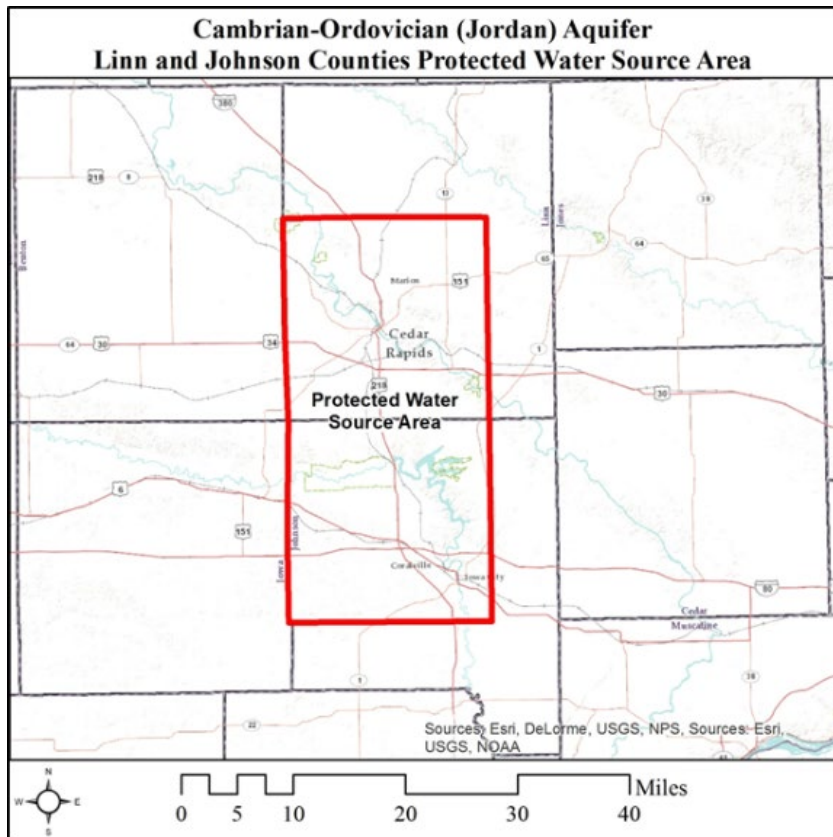 Cambrian-Ordovician (Jordan) Aquifer
Linn and Johnson Counties Protected Water Source Area
380
218
8
13
Linn
Jones
38
64
Benton
65
Marion
151
64
30
34
Cedar
Rapids
1
218
30
Protected Water
Source Area
6
151
Iowa
Johnson
Coralville
Iowa City
80
Cedar
Muscatine
1
38
22
Sources: Esri, DeLorme, USGS, NPS, Sources: Esri,
USGS, NOAA
N
W
E
S
Miles
0 5 10 20 30 40